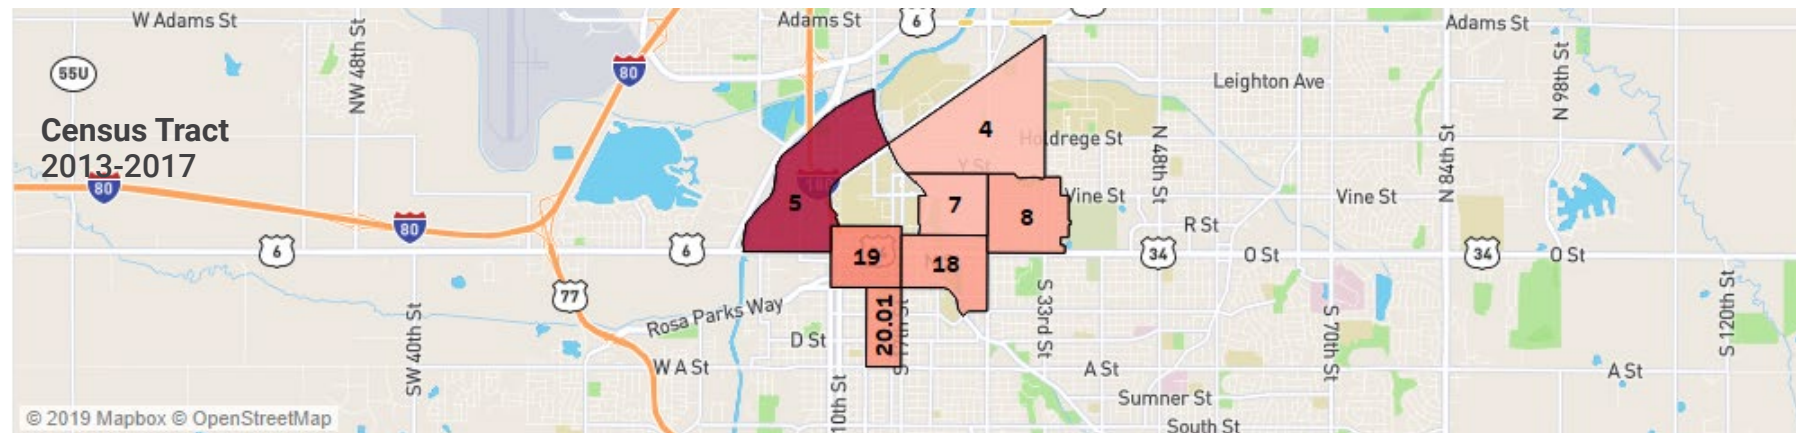 W Adams St
Adams St
6
Adams St
55U
NW 48th St
80
Leighton Ave
N 98th St
Census Tract
2013-2017
4
Holdrege St
N 48th St
N 84th St
Y St
80
5
7
8
Vine St
Vine St
80
R St
6
6
19
18
34
O St
34
O St
77
Rosa Parks Way
SW 40th St
20.01
S 17th St
S 33rd St
S 70th St
S 120th St
D St
W A St
A St
A St
10th St
Sumner St
South St
© 2019 Mapbox © OpenStreetMap